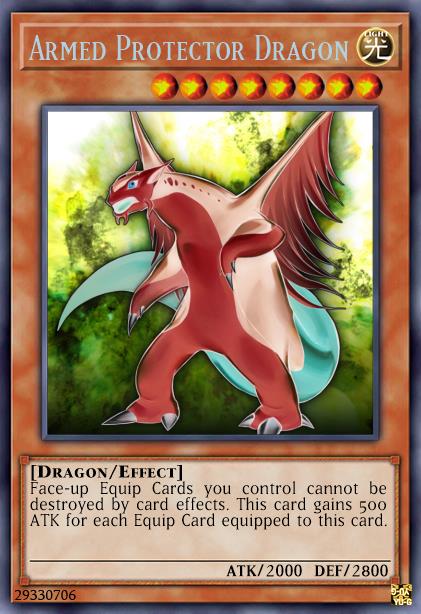 ARMED PROTECTOR DRAGON
LIGHT
光
[DRAGON/EFFECT]
Face-up Equip Cards you control cannot be
destroyed by card effects. This card gains 500
ATK for each Equip Card equipped to this card.
ATK/2000 DEF/2800
29330706